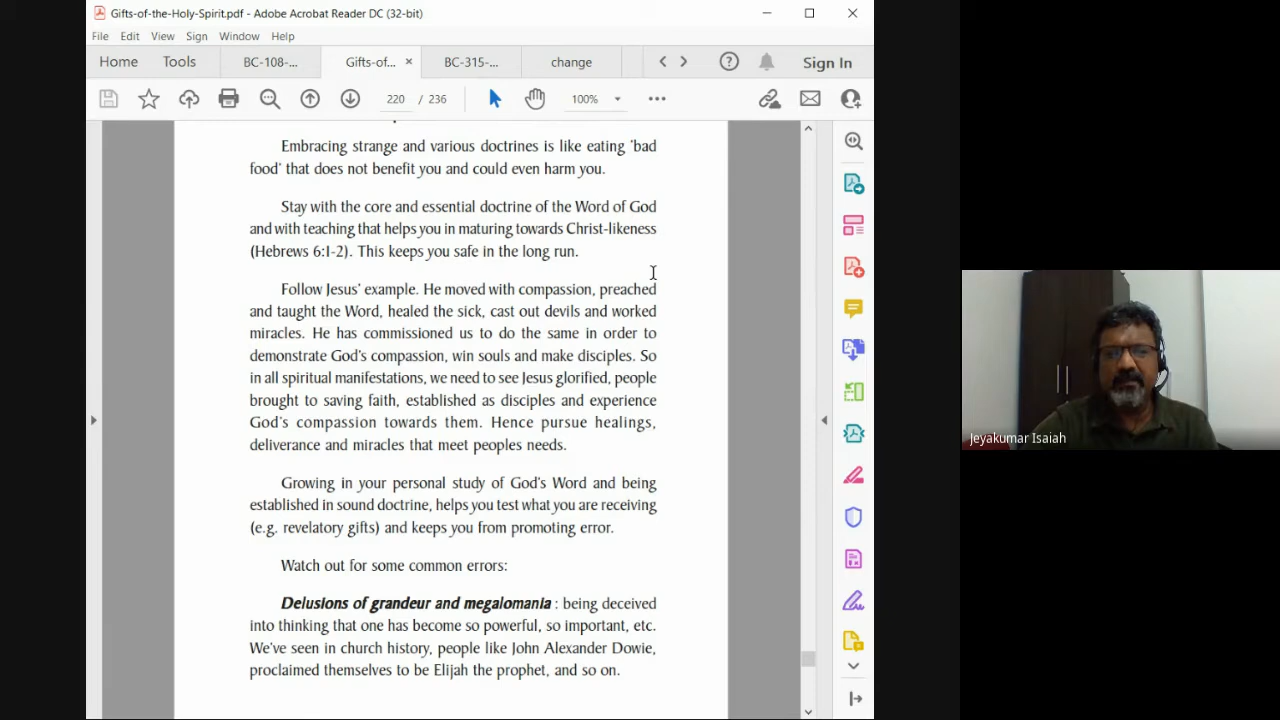 Gifts-of-the-Holy-Spirit.pdf - Adobe Acrobat Reader DC (32-bit)
File Edit View Sign Window Help
Home Tools BC-108-... Gifts-of... × BC-315-... change Sign In
220 / 236 100%
Embracing strange and various doctrines is like eating 'bad
food' that does not benefit you and could even harm you.
Stay with the core and essential doctrine of the Word of God
and with teaching that helps you in maturing towards Christ-likeness
(Hebrews 6:1-2). This keeps you safe in the long run.
Follow Jesus' example. He moved with compassion, preached
and taught the Word, healed the sick, cast out devils and worked
miracles. He has commissioned us to do the same in order to
demonstrate God's compassion, win souls and make disciples. So
in all spiritual manifestations, we need to see Jesus glorified, people
brought to saving faith, established as disciples and experience
God's compassion towards them. Hence pursue healings,
deliverance and miracles that meet peoples needs.
Growing in your personal study of God's Word and being
established in sound doctrine, helps you test what you are receiving
(e.g. revelatory gifts) and keeps you from promoting error.
Watch out for some common errors:
Delusions of grandeur and megalomania : being deceived
into thinking that one has become so powerful, so important, etc.
We've seen in church history, people like John Alexander Dowie,
proclaimed themselves to be Elijah the prophet, and so on.
Jeyakumar Isaiah